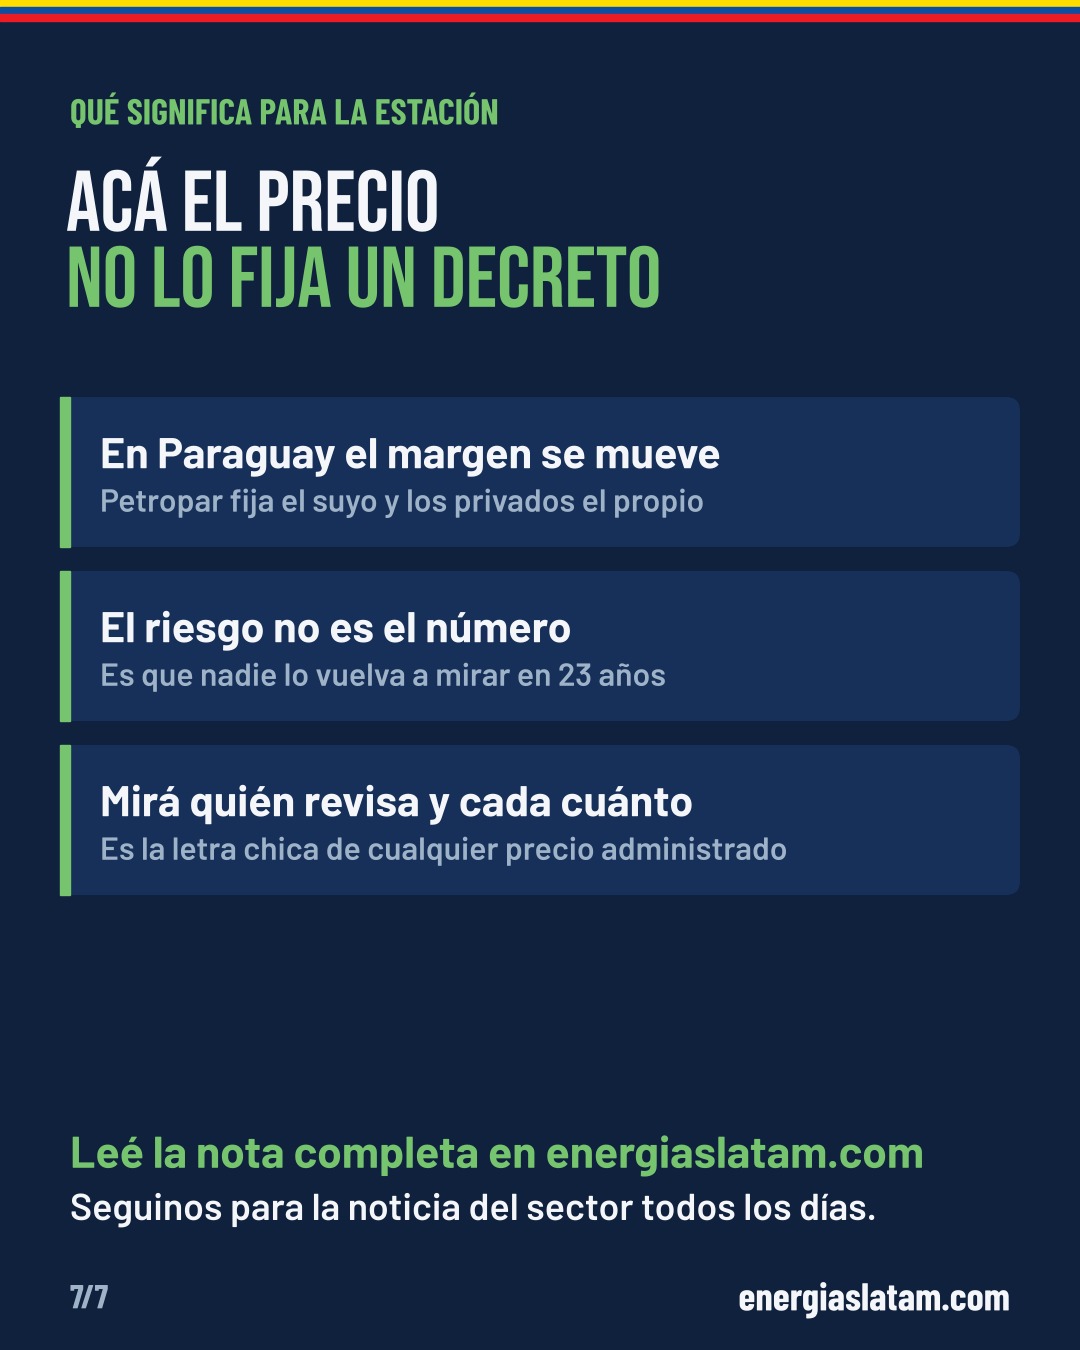 QUÉ SIGNIFICA PARA LA ESTACIÓN
ACÁ EL PRECIO
NO LO FIJA UN DECRETO
En Paraguay el margen se mueve
Petropar fija el suyo y los privados el propio
El riesgo no es el número
Es que nadie lo vuelva a mirar en 23 años
Mirá quién revisa y cada cuánto
Es la letra chica de cualquier precio administrado
Leé la nota completa en energiaslatam.com
Seguinos para la noticia del sector todos los días.
7/7
energiaslatam.com